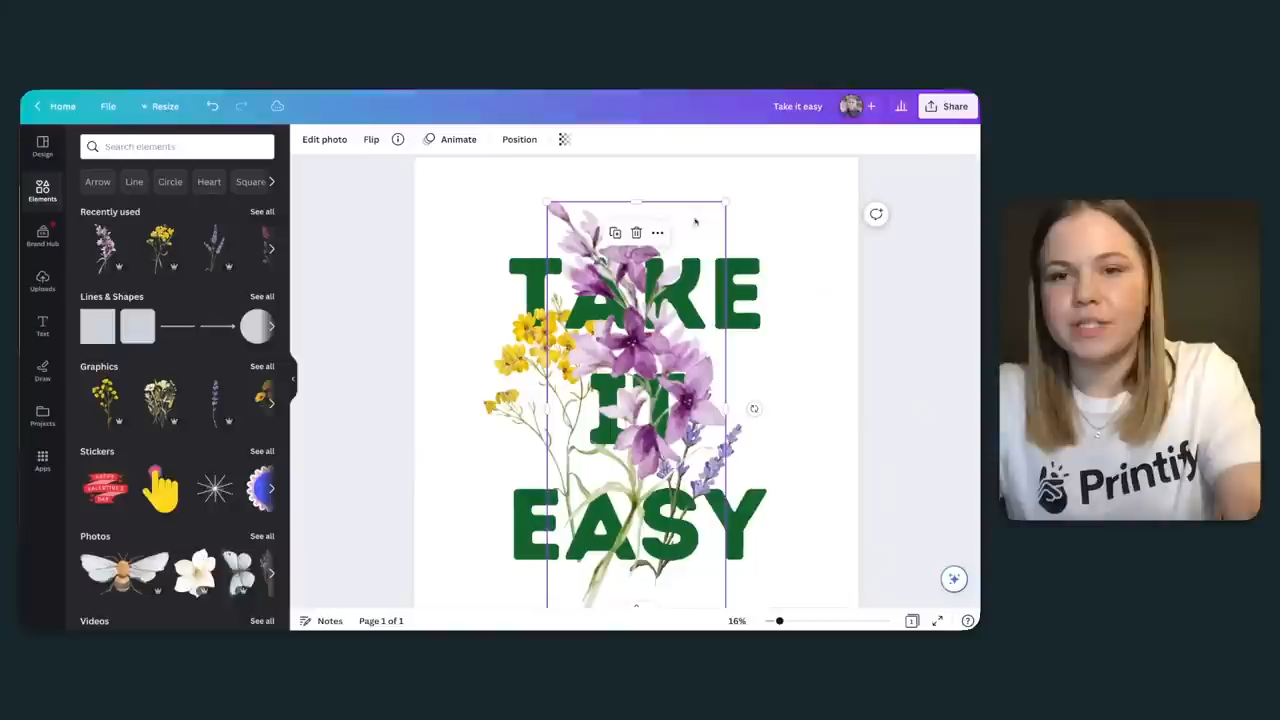 Home File Resize Take it easy + Share
Design
Elements
Brand Hub
Uploads
Text
Draw
Projects
Apps
Search elements
Arrow Line Circle Heart Square
Recently used See all
Lines & Shapes See all
Graphics See all
Stickers See all
Photos See all
Videos See all
Edit photo Flip Animate Position
TAKE
IT
EASY
Notes Page 1 of 1 16% 1
Printify